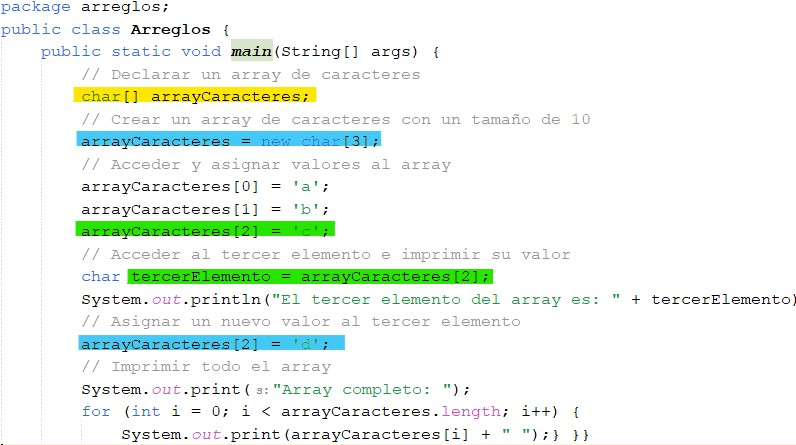 package arreglos;
public class Arreglos {
public static void main(String[] args) {
// Declarar un array de caracteres
char[] arrayCaracteres;
// Crear un array de caracteres con un tamaño de 10
arrayCaracteres = new char[3];
// Acceder y asignar valores al array
arrayCaracteres[0] = 'a';
arrayCaracteres[1] = 'b';
arrayCaracteres[2] = 'c';
// Acceder al tercer elemento e imprimir su valor
char tercerElemento = arrayCaracteres[2];
System.out.println("El tercer elemento del array es: " + tercerElemento)
// Asignar un nuevo valor al tercer elemento
arrayCaracteres[2] = 'd';
// Imprimir todo el array
System.out.print( s: "Array completo: ");
for (int i = 0; i < arrayCaracteres.length; i++) {
System.out.print(arrayCaracteres[i] + " ");} }}